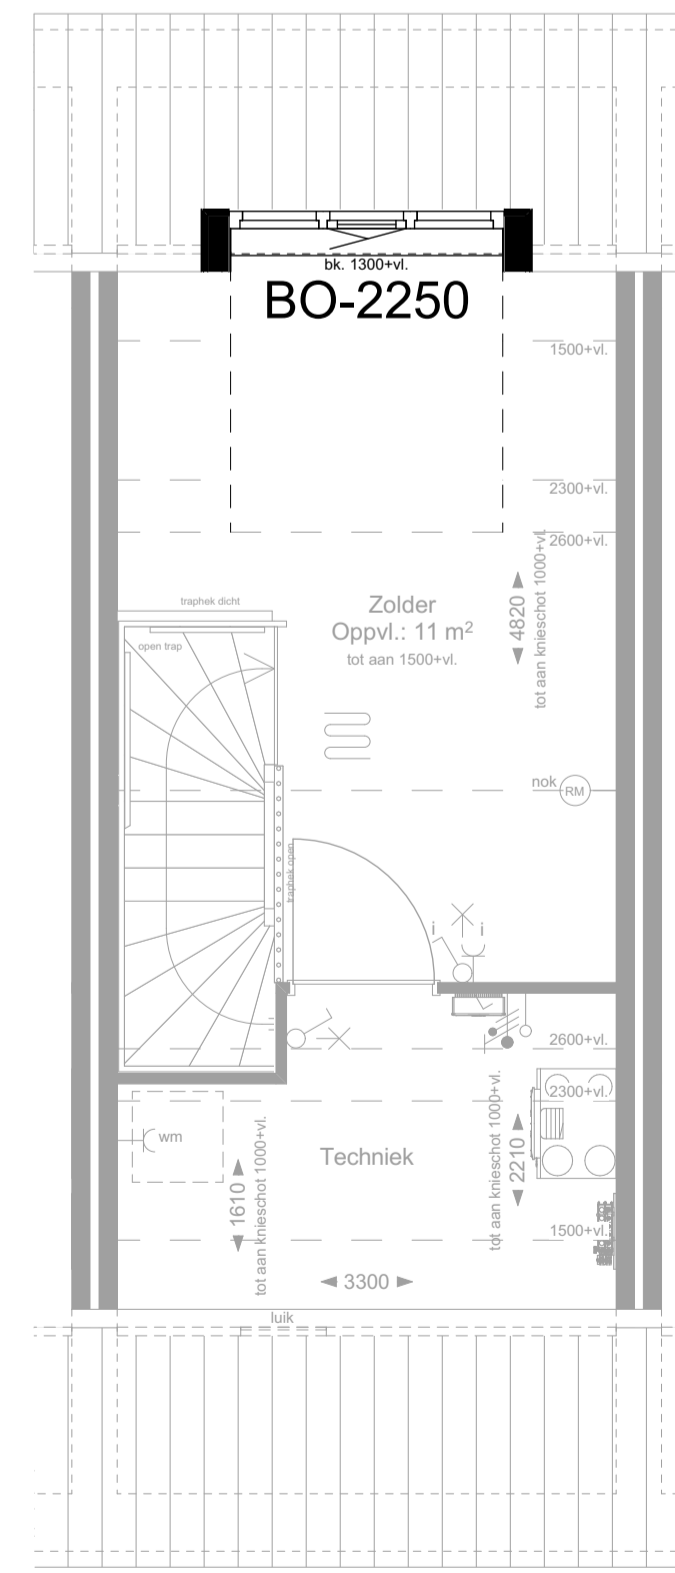 bk. 1300+vl.
BO-2250
1500+vl.
2300+vl.
2600+vl.
traphek dicht
open trap
Zolder
Oppvl.: 11 m²
tot aan 1500+vl.
4820
tot aan knieschot 1000+vl.
nok
RM
traphek open
i
i
2600+vl.
2300+vl.
wm
Techniek
1610
tot aan knieschot 1000+vl.
tot aan knieschot 1000+vl.
2210
1500+vl.
3300
luik